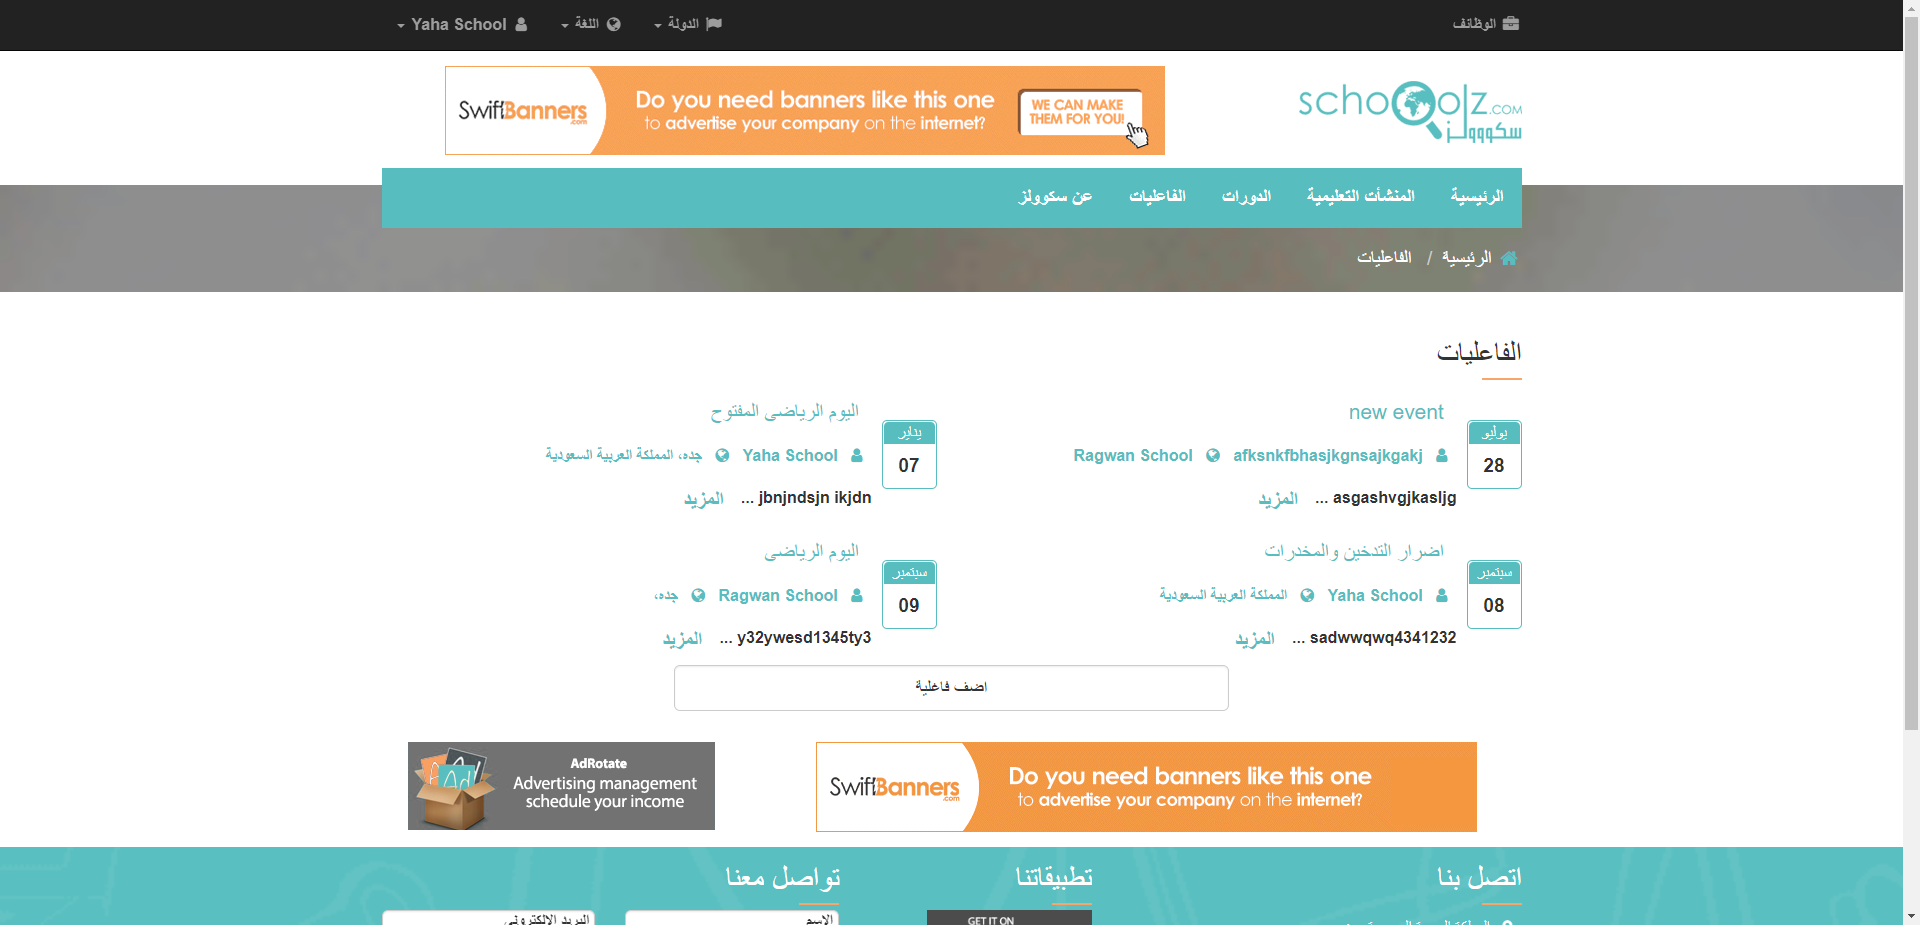 الوظائف
الدولة
اللغة
Yaha School
schoolz.com
سكوولز
SwiftBanners.com
Do you need banners like this one
to advertise your company on the internet?
WE CAN MAKE
THEM FOR YOU!
الرئيسية
المنشأت التعليمية
الدورات
الفاعليات
عن سكوولز
الرئيسية / الفاعليات
الفاعليات
يوليو
28
new event
afksnkfbhasjkgnsajkgakj
Ragwan School
asgashvgjkasljg ...
المزيد
يناير
07
اليوم الرياضى المفتوح
Yaha School
جده، المملكة العربية السعودية
jbnjndsjn ikjdn ...
المزيد
سبتمبر
08
اضرار التدخين والمخدرات
Yaha School
المملكة العربية السعودية
sadwwqwq4341232 ...
المزيد
سبتمبر
09
اليوم الرياضى
Ragwan School
جده،
y32ywesd1345ty3 ...
المزيد
اضف فاعلية
SwiftBanners.com
Do you need banners like this one
to advertise your company on the internet?
Ad
AdRotate
Advertising management
schedule your income
اتصل بنا
تطبيقاتنا
GET IT ON
تواصل معنا
الاسم
البريد الالكترونى